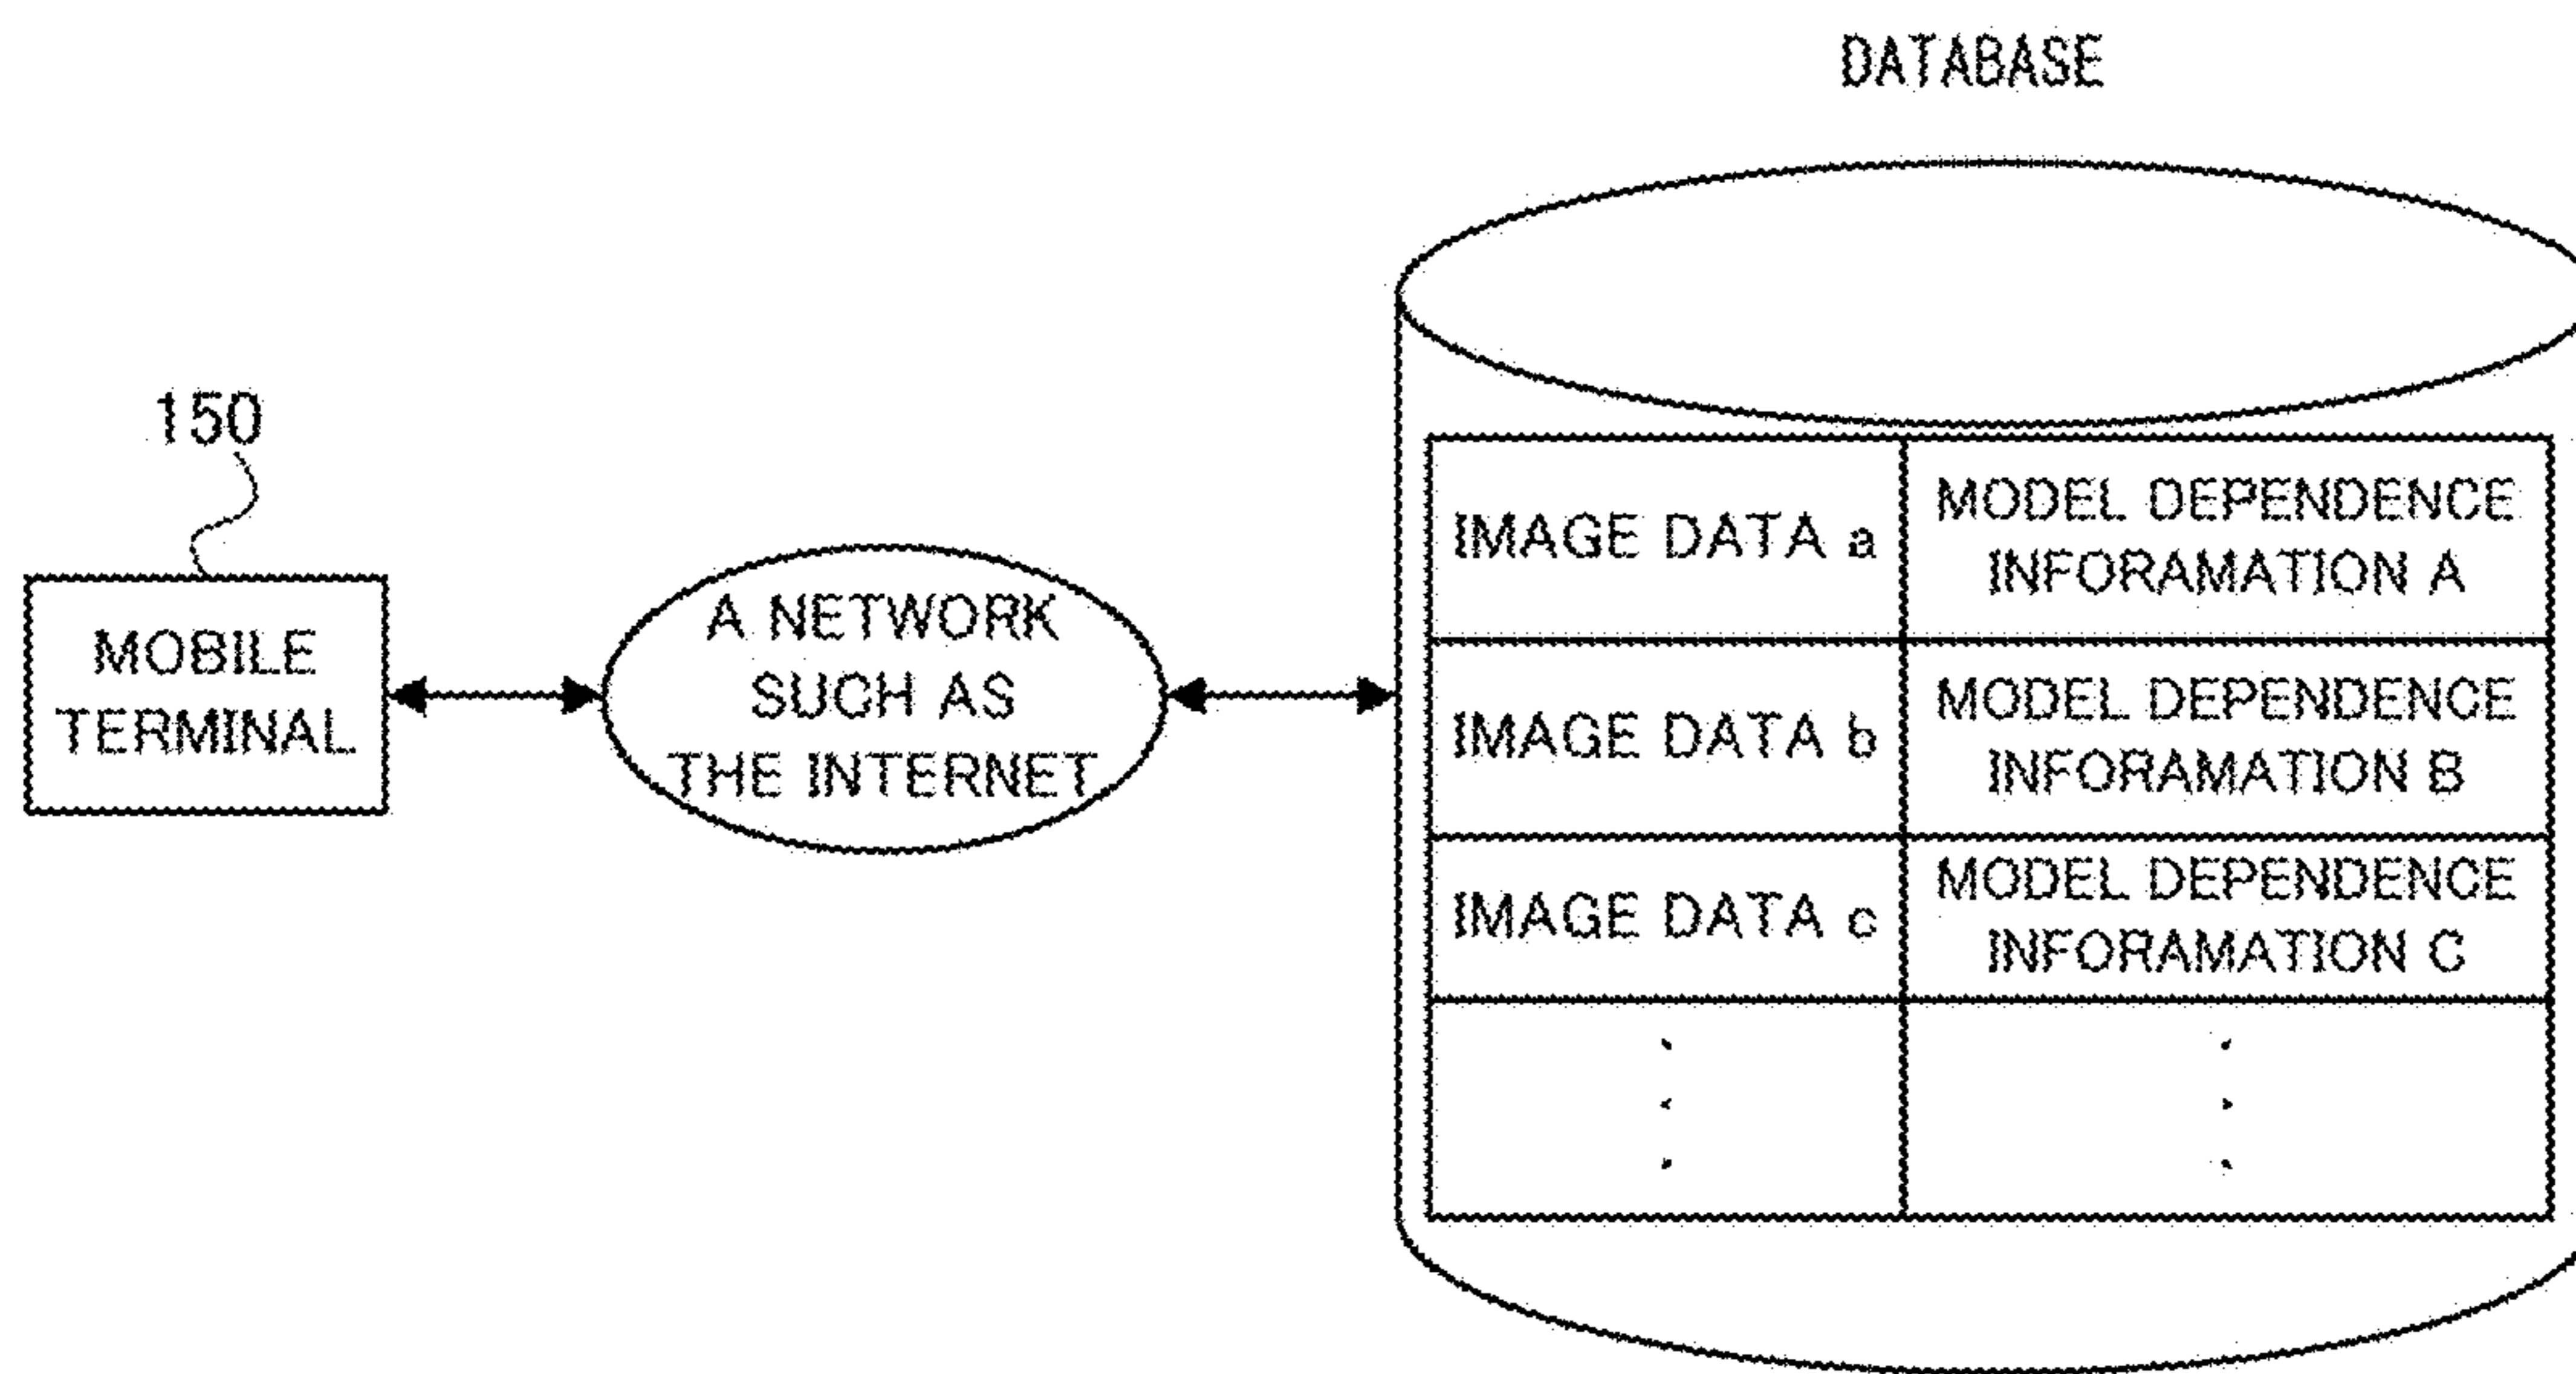 DATABASE
150
MOBILE
TERMINAL
A NETWORK
SUCH AS
THE INTERNET
IMAGE DATA a
MODEL DEPENDENCE
INFORAMATION A
IMAGE DATA b
MODEL DEPENDENCE
INFORAMATION B
IMAGE DATA c
MODEL DEPENDENCE
INFORAMATION C